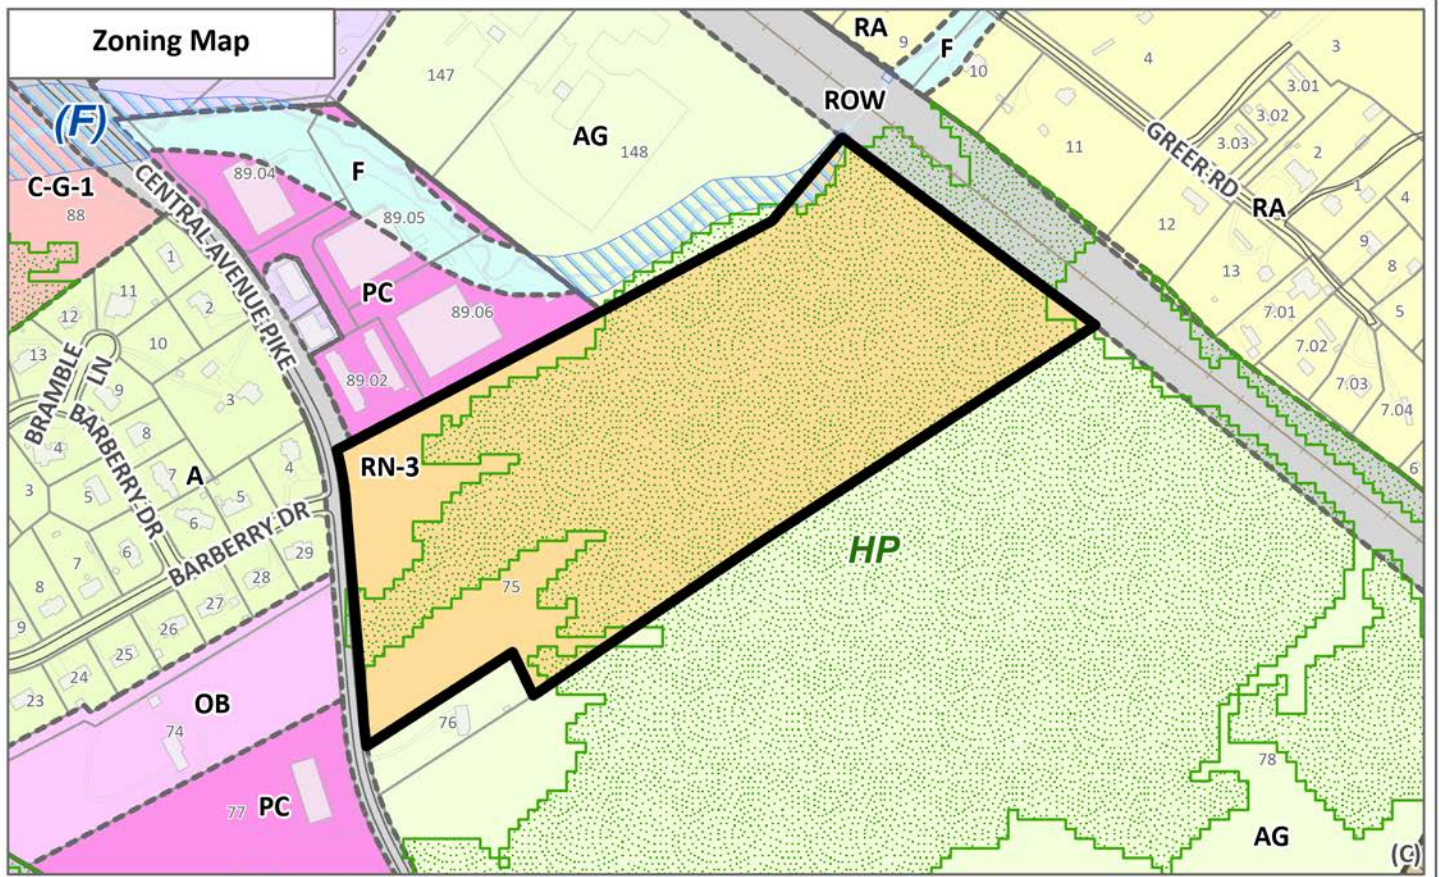 Zoning Map
RA
9
F
10
4
3
147
ROW
3.01
(F)
AG
148
3.02
3.03
GREER RD
11
2
F
89.04
C-G-1
88
CENTRAL AVENUE PIKE
89.05
1
4
RA
12
9
8
1
11
2
PC
89.06
13
7.01
5
12
10
7.02
13
BRAMBLE
LN
9
3
89.02
7.03
7.04
BARBERRY DR
8
4
4
RN-3
6
7
A
3
5
5
6
BARBERRY DR
6
29
HP
7
28
75
8
27
9
26
25
24
23
OB
74
76
78
77
PC
AG
(C)